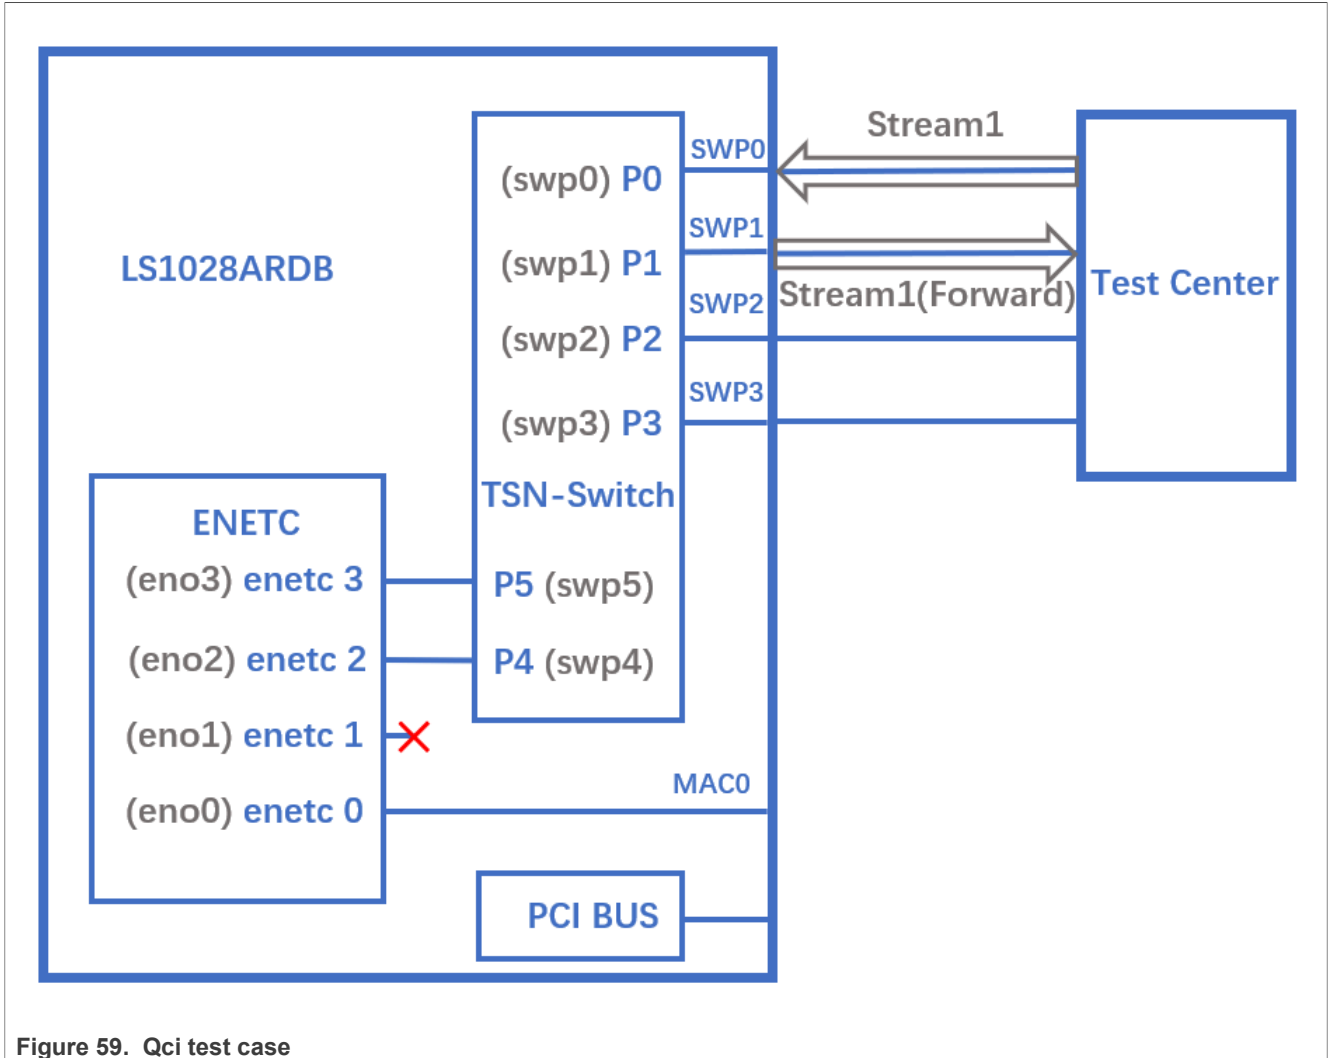 Stream1
SWP0
(swp0) P0
SWP1
(swp1) P1
LS1028ARDB
Stream1(Forward)
Test Center
SWP2
(swp2) P2
SWP3
(swp3) P3
TSN-Switch
ENETC
(eno3) enetc 3
P5 (swp5)
(eno2) enetc 2
P4 (swp4)
(eno1) enetc 1
MAC0
(eno0) enetc 0
PCI BUS
Figure 59. Qci test case